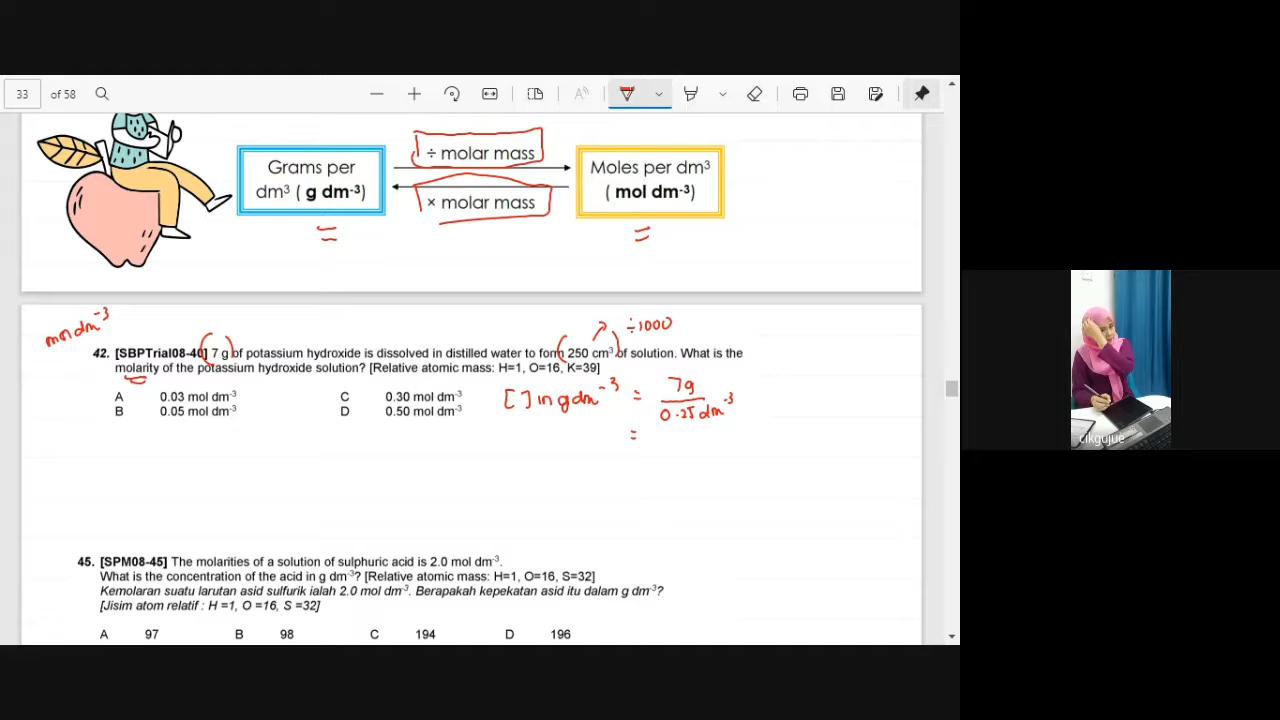 33 of 58
÷ molar mass
Grams per
dm³ ( g dm⁻³)
Moles per dm³
( mol dm⁻³)
× molar mass
=
=
mol dm⁻³
÷1000
42. [SBPTrial08-40] 7 g of potassium hydroxide is dissolved in distilled water to form 250 cm³ of solution. What is the
molarity of the potassium hydroxide solution? [Relative atomic mass: H=1, O=16, K=39]
A 0.03 mol dm⁻³ C 0.30 mol dm⁻³
B 0.05 mol dm⁻³ D 0.50 mol dm⁻³
[ ] in g dm⁻³ = 7g
0.25 dm⁻³
=
45. [SPM08-45] The molarities of a solution of sulphuric acid is 2.0 mol dm⁻³.
What is the concentration of the acid in g dm⁻³? [Relative atomic mass: H=1, O=16, S=32]
Kemolaran suatu larutan asid sulfurik ialah 2.0 mol dm⁻³. Berapakah kepekatan asid itu dalam g dm⁻³?
[Jisim atom relatif : H =1, O =16, S =32]
A 97 B 98 C 194 D 196
cikgujue